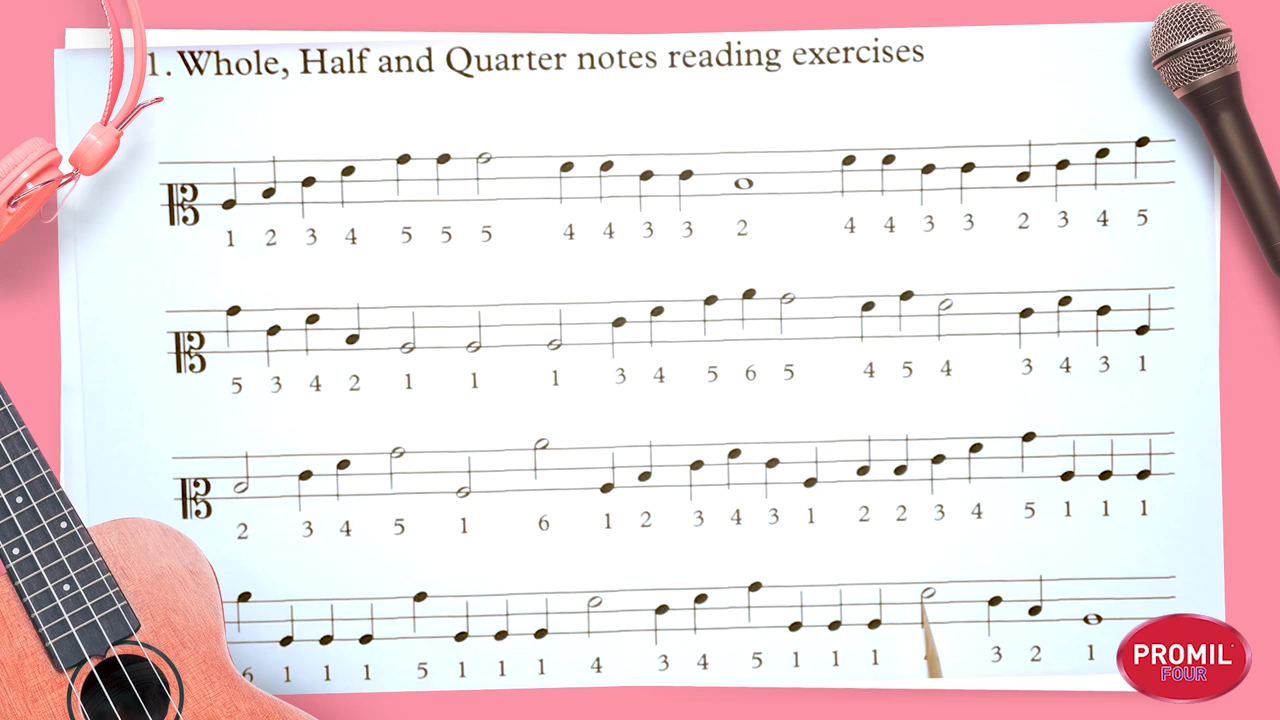 1. Whole, Half and Quarter notes reading exercises
1 2 3 4 5 5 5 4 4 3 3 2 4 4 3 3 2 3 4 5
5 3 4 2 1 1 1 3 4 5 6 5 4 5 4 3 4 3 1
2 3 4 5 1 6 1 2 3 4 3 1 2 2 3 4 5 1 1 1
6 1 1 1 5 1 1 1 4 3 4 5 1 1 1 3 2 1
PROMIL
FOUR